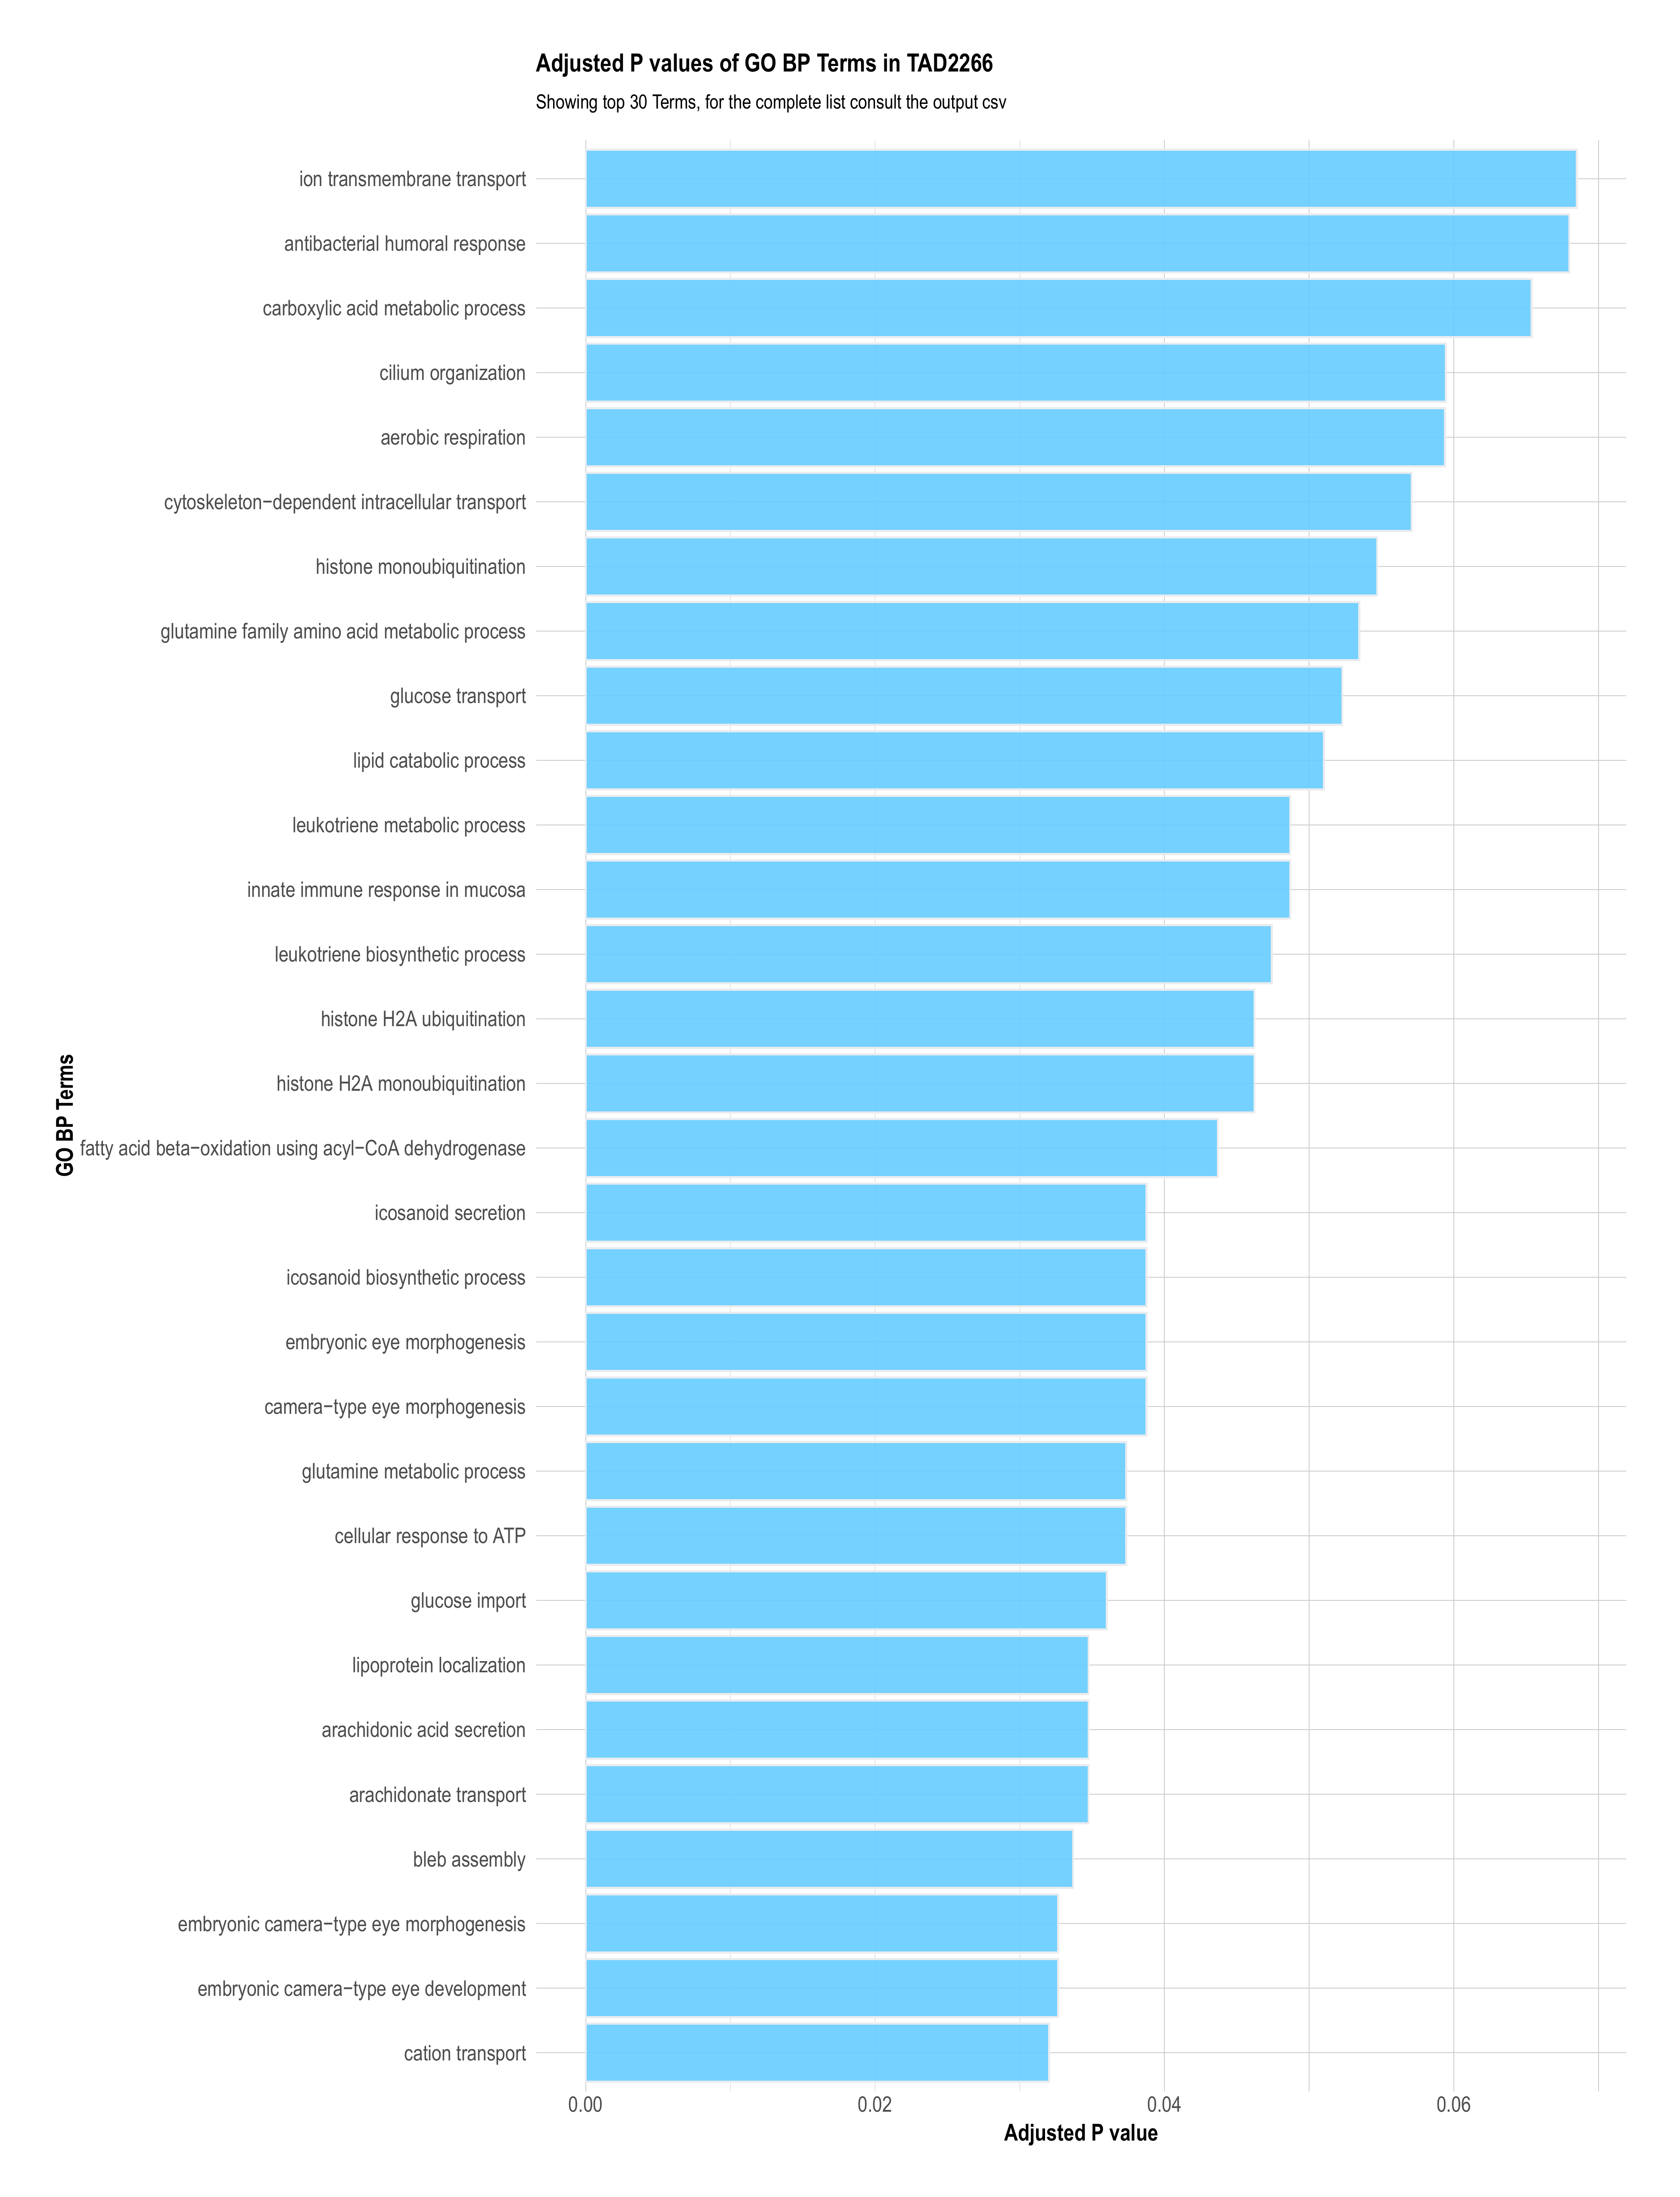 Adjusted P values of GO BP Terms in TAD2266
Showing top 30 Terms, for the complete list consult the output csv
ion transmembrane transport
antibacterial humoral response
carboxylic acid metabolic process
cilium organization
aerobic respiration
cytoskeleton−dependent intracellular transport
histone monoubiquitination
glutamine family amino acid metabolic process
glucose transport
lipid catabolic process
leukotriene metabolic process
innate immune response in mucosa
leukotriene biosynthetic process
histone H2A ubiquitination
histone H2A monoubiquitination
fatty acid beta−oxidation using acyl−CoA dehydrogenase
icosanoid secretion
icosanoid biosynthetic process
embryonic eye morphogenesis
camera−type eye morphogenesis
glutamine metabolic process
cellular response to ATP
glucose import
lipoprotein localization
arachidonic acid secretion
arachidonate transport
bleb assembly
embryonic camera−type eye morphogenesis
embryonic camera−type eye development
cation transport
GO BP Terms
0.00 0.02 0.04 0.06
Adjusted P value